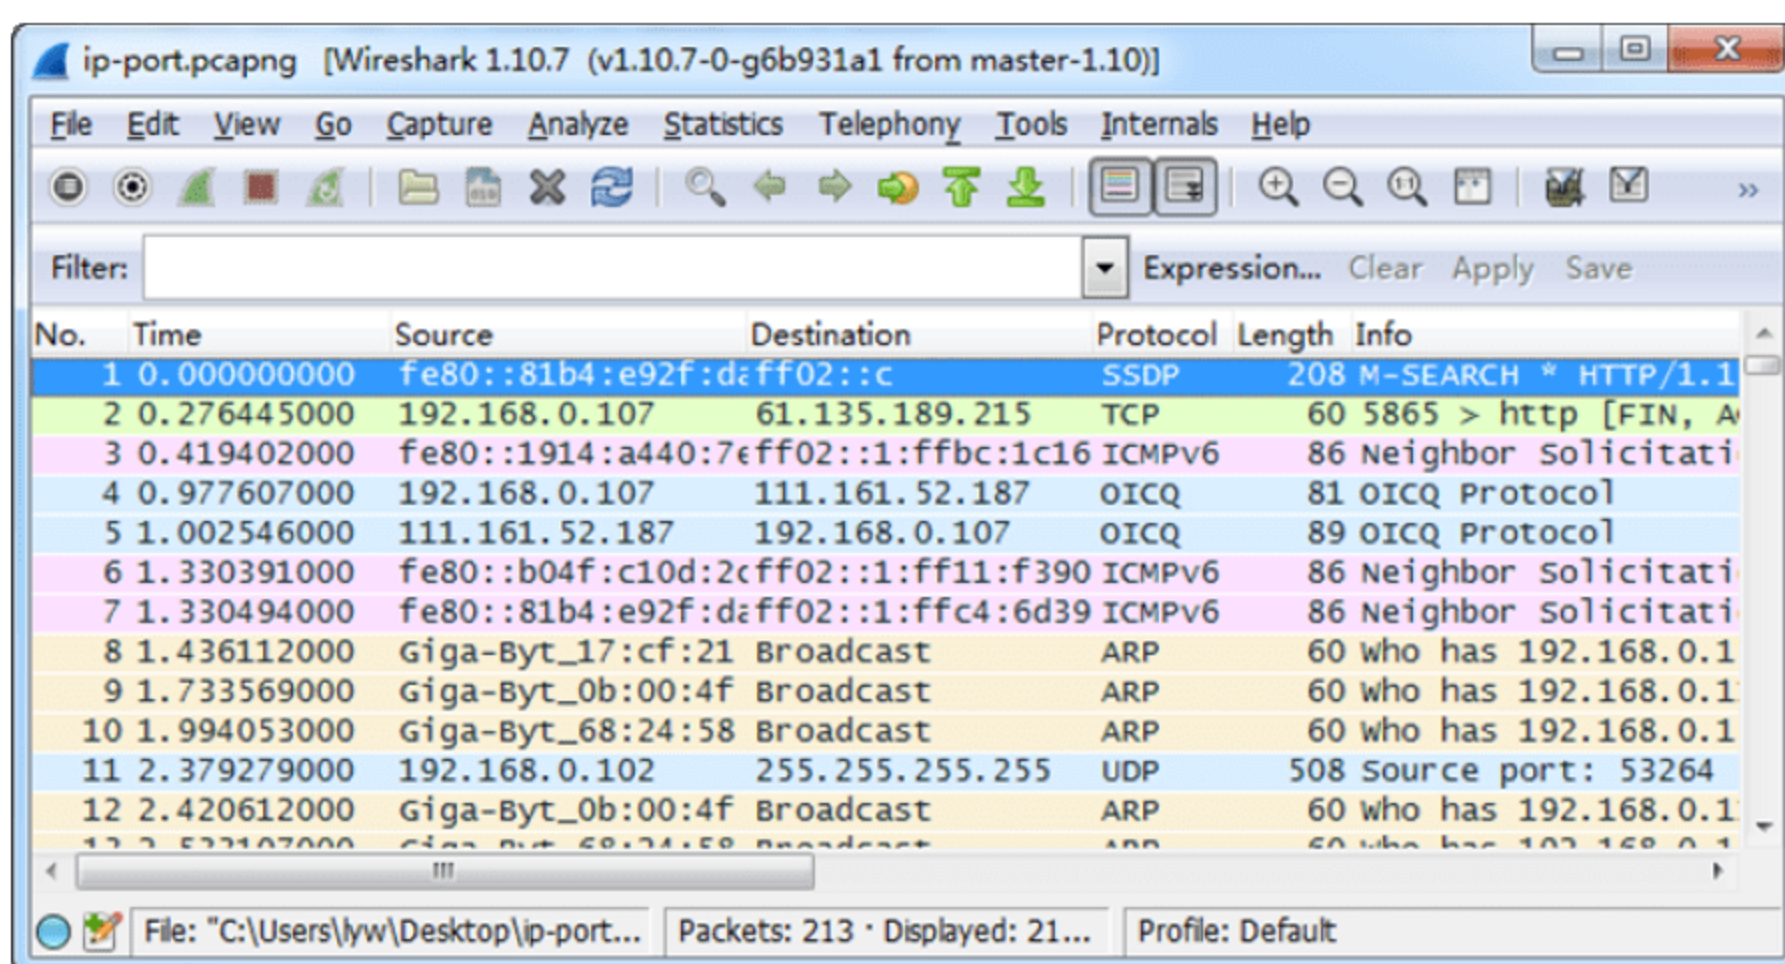 ip-port.pcapng [Wireshark 1.10.7 (v1.10.7-0-g6b931a1 from master-1.10)]
File Edit View Go Capture Analyze Statistics Telephony Tools Internals Help
Filter: Expression... Clear Apply Save
No. Time Source Destination Protocol Length Info
1 0.000000000 fe80::81b4:e92f:da ff02::c SSDP 208 M-SEARCH * HTTP/1.1
2 0.276445000 192.168.0.107 61.135.189.215 TCP 60 5865 > http [FIN, A
3 0.419402000 fe80::1914:a440:7e ff02::1:ffbc:1c16 ICMPv6 86 Neighbor Solicitati
4 0.977607000 192.168.0.107 111.161.52.187 OICQ 81 OICQ Protocol
5 1.002546000 111.161.52.187 192.168.0.107 OICQ 89 OICQ Protocol
6 1.330391000 fe80::b04f:c10d:2c ff02::1:ff11:f390 ICMPv6 86 Neighbor Solicitati
7 1.330494000 fe80::81b4:e92f:da ff02::1:ffc4:6d39 ICMPv6 86 Neighbor Solicitati
8 1.436112000 Giga-Byt_17:cf:21 Broadcast ARP 60 Who has 192.168.0.1
9 1.733569000 Giga-Byt_0b:00:4f Broadcast ARP 60 Who has 192.168.0.1
10 1.994053000 Giga-Byt_68:24:58 Broadcast ARP 60 Who has 192.168.0.1
11 2.379279000 192.168.0.102 255.255.255.255 UDP 508 Source port: 53264
12 2.420612000 Giga-Byt_0b:00:4f Broadcast ARP 60 Who has 192.168.0.1
File: "C:\Users\lyw\Desktop\ip-port... Packets: 213 · Displayed: 21... Profile: Default